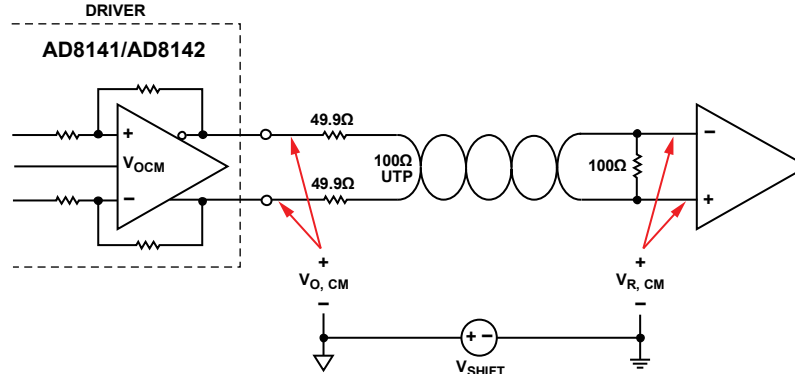 DRIVER
AD8141/AD8142
+
VOCM
−
49.9Ω
49.9Ω
100Ω
UTP
100Ω
−
+
+
VO, CM
−
+
VR, CM
−
+ −
VSHIFT